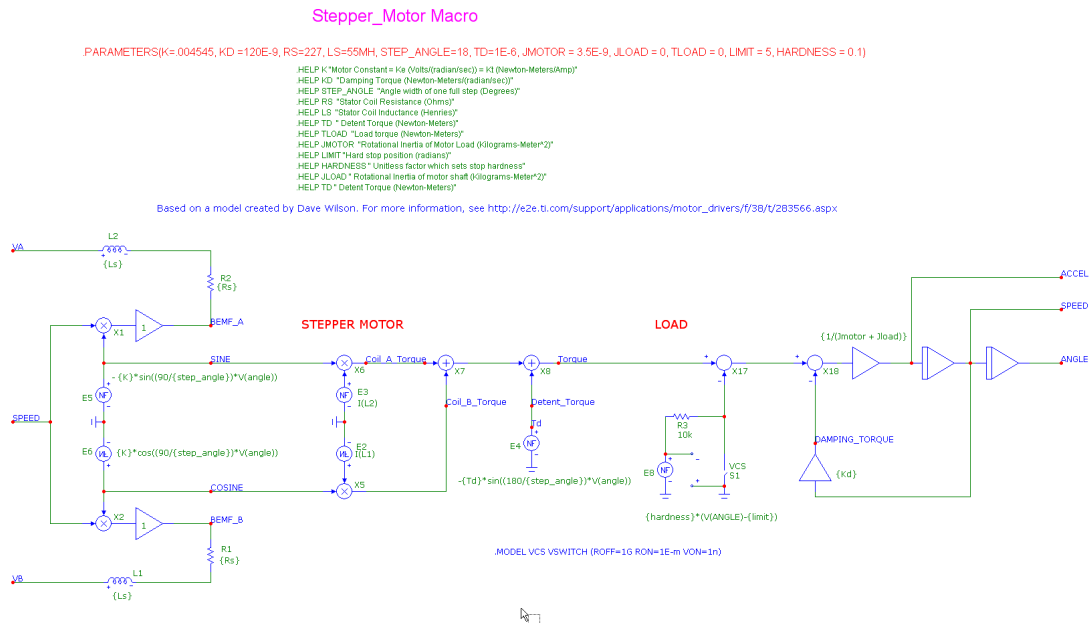 Stepper_Motor Macro
.PARAMETERS(K=.004545, KD =120E-9, RS=227, LS=55MH, STEP_ANGLE=18, TD=1E-6, JMOTOR = 3.5E-9, JLOAD = 0, TLOAD = 0, LIMIT = 5, HARDNESS = 0.1)
.HELP K "Motor Constant = Ke (Volts/(radian/sec)) = Kt (Newton-Meters/Amp)"
.HELP KD "Damping Torque (Newton-Meters/(radian/sec))"
.HELP STEP_ANGLE "Angle width of one full step (Degrees)"
.HELP RS "Stator Coil Resistance (Ohms)"
.HELP LS "Stator Coil Inductance (Henries)"
.HELP TD " Detent Torque (Newton-Meters)"
.HELP TLOAD "Load torque (Newton-Meters)"
.HELP JMOTOR "Rotational Inertia of Motor Load (Kilograms-Meter^2)"
.HELP LIMIT "Hard stop position (radians)"
.HELP HARDNESS " Unitless factor which sets stop hardness"
.HELP JLOAD " Rotational Inertia of motor shaft (Kilograms-Meter^2)"
.HELP TD " Detent Torque (Newton-Meters)"
Based on a model created by Dave Wilson. For more information, see http://e2e.ti.com/support/applications/motor_drivers/f/38/t/283566.aspx
L2
VA
{Ls}
ACCEL
R2
{Rs}
SPEED
BEMF_A
STEPPER MOTOR
LOAD
1
X1
{1/(Jmotor + Jload)}
SINE
Coil_A_Torque
Torque
ANGLE
X6
X7
X8
X17
X18
- {K}*sin((90/{step_angle})*V(angle))
E5
NF
NF
E3
I(L2)
Coil_B_Torque
Detent_Torque
SPEED
Td
R3
10k
E6
{K}*cos((90/{step_angle})*V(angle))
E2
I(L1)
E4
NF
DAMPING_TORQUE
E8
NF
VCS
S1
{Kd}
-{Td}*sin((180/{step_angle})*V(angle))
COSINE
X5
X2
1
BEMF_B
{hardness}*(V(ANGLE)-{limit})
R1
{Rs}
.MODEL VCS VSWITCH (ROFF=1G RON=1E-m VON=1n)
VB
L1
{Ls}